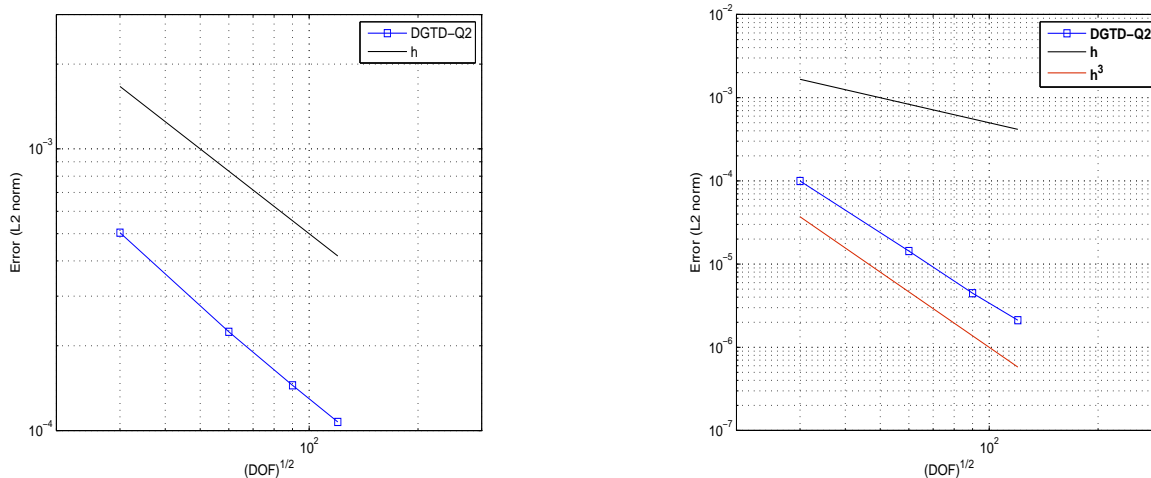 DGTD−Q2
h
10^−3
10^−4
Error (L2 norm)
10^2
(DOF)^1/2
DGTD−Q2
h
h^3
10^−2
10^−3
10^−4
10^−5
10^−6
10^−7
Error (L2 norm)
10^2
(DOF)^1/2